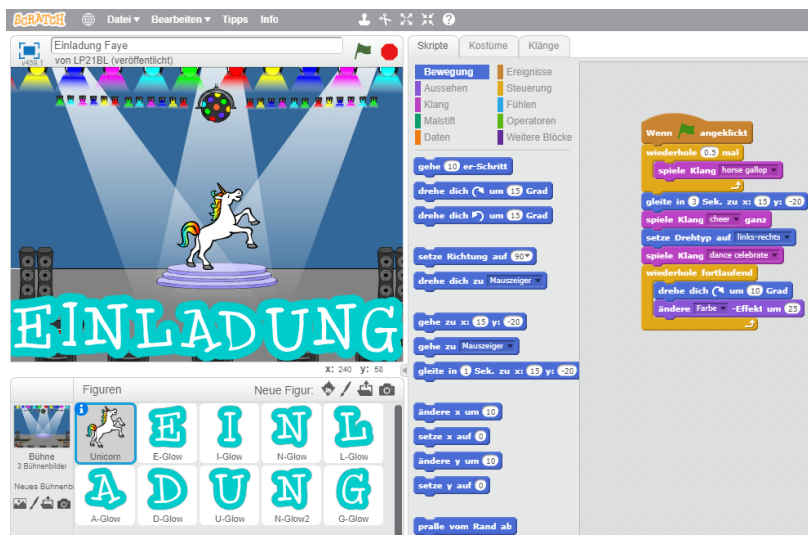 SCRATCH Datei Bearbeiten Tipps Info
Einladung Faye
von LP21BL (veröffentlicht)
v459.1
EINLADUNG
x: 240 y: 58
Figuren Neue Figur:
Bühne
3 Bühnenbilder
Neues Bühnenb
Unicorn
E-Glow
I-Glow
N-Glow
L-Glow
A-Glow
D-Glow
U-Glow
N-Glow2
G-Glow
E
I
N
L
A
D
U
N
G
Skripte Kostüme Klänge
Bewegung Ereignisse
Aussehen Steuerung
Klang Fühlen
Malstift Operatoren
Daten Weitere Blöcke
gehe 10 er-Schritt
drehe dich um 15 Grad
drehe dich um 15 Grad
setze Richtung auf 90
drehe dich zu Mauszeiger
gehe zu x: 15 y: -20
gehe zu Mauszeiger
gleite in 1 Sek. zu x: 15 y: -20
ändere x um 10
setze x auf 0
ändere y um 10
setze y auf 0
pralle vom Rand ab
Wenn angeklickt
wiederhole 0.5 mal
spiele Klang horse gallop
gleite in 3 Sek. zu x: 15 y: -20
spiele Klang cheer ganz
setze Drehtyp auf links-rechts
spiele Klang dance celebrate
wiederhole fortlaufend
drehe dich um 10 Grad
ändere Farbe -Effekt um 25